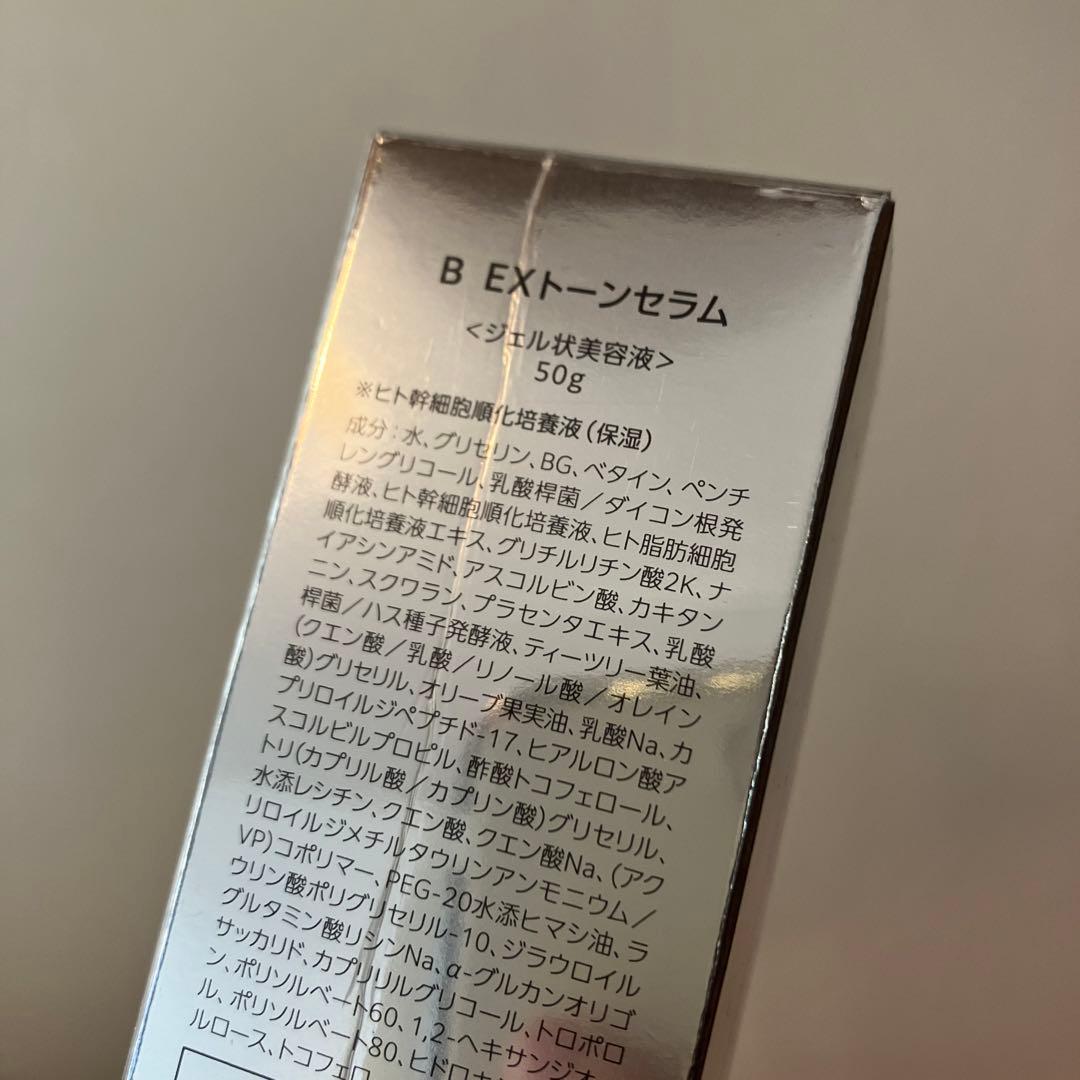 B EXトーンセラム
<ジェル状美容液>
50g
※ヒト幹細胞順化培養液(保湿)
成分:水、グリセリン、BG、ベタイン、ペンチ
レングリコール、乳酸桿菌/ダイコン根発
酵液、ヒト幹細胞順化培養液、ヒト脂肪細胞
順化培養液エキス、グリチルリチン酸2K、ナ
イアシンアミド、アスコルビン酸、カキタン
ニン、スクワラン、プラセンタエキス、乳酸
桿菌/ハス種子発酵液、ティーツリー葉油、
(クエン酸/乳酸/リノール酸/オレイン
酸)グリセリル、オリーブ果実油、乳酸Na、カ
プリロイルジペプチド-17、ヒアルロン酸ア
スコルビルプロピル、酢酸トコフェロール、
トリ(カプリル酸/カプリン酸)グリセリル、
水添レシチン、クエン酸、クエン酸Na、(アク
リロイルジメチルタウリンアンモニウム/
VP)コポリマー、PEG-20水添ヒマシ油、ラ
ウリン酸ポリグリセリル-10、ジラウロイル
グルタミン酸リシンNa、α-グルカンオリゴ
サッカリド、カプリリルグリコール、トロポロ
ン、ポリソルベート60、1,2-ヘキサンジオ
ル、ポリソルベート80、ヒドロキ
ルロース、トコフェロ